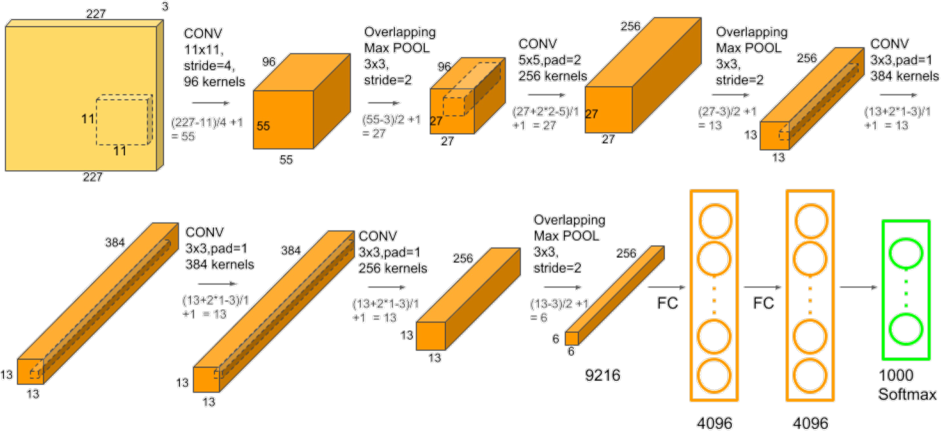 227
3
11
11
227
CONV
11x11,
stride=4,
96 kernels
(227-11)/4 +1
= 55
96
55
55
Overlapping
Max POOL
3x3,
stride=2
(55-3)/2 +1
= 27
96
27
27
CONV
5x5,pad=2
256 kernels
(27+2*2-5)/1
+1 = 27
256
27
27
Overlapping
Max POOL
3x3,
stride=2
(27-3)/2 +1
= 13
256
13
13
CONV
3x3,pad=1
384 kernels
(13+2*1-3)/1
+1 = 13
384
13
13
CONV
3x3,pad=1
384 kernels
(13+2*1-3)/1
+1 = 13
384
13
13
CONV
3x3,pad=1
256 kernels
(13+2*1-3)/1
+1 = 13
256
13
13
Overlapping
Max POOL
3x3,
stride=2
(13-3)/2 +1
= 6
256
6
6
9216
FC
4096
FC
4096
1000
Softmax